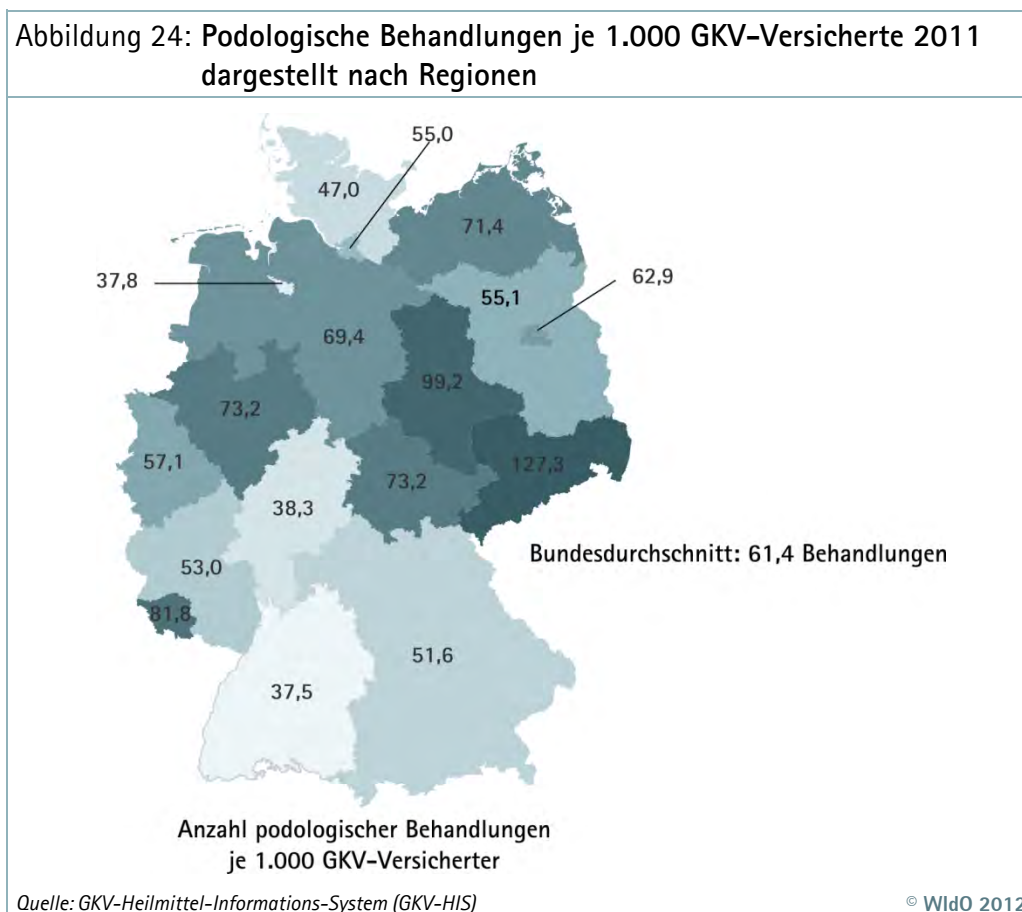 Abbildung 24: Podologische Behandlungen je 1.000 GKV-Versicherte 2011
dargestellt nach Regionen
55,0
47,0
71,4
37,8
62,9
55,1
69,4
99,2
73,2
127,3
57,1
73,2
38,3
Bundesdurchschnitt: 61,4 Behandlungen
53,0
81,8
51,6
37,5
Anzahl podologischer Behandlungen
je 1.000 GKV-Versicherter
Quelle: GKV-Heilmittel-Informations-System (GKV-HIS)
© WIdO 2012